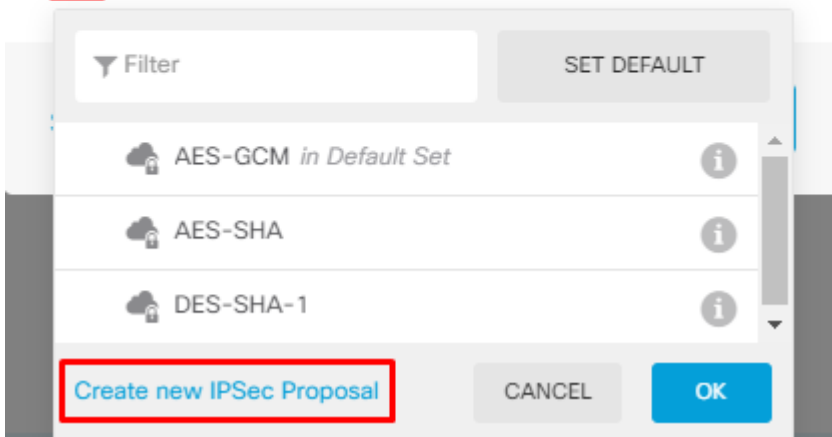 Filter
SET DEFAULT
AES-GCM in Default Set
AES-SHA
DES-SHA-1
Create new IPSec Proposal
CANCEL
OK